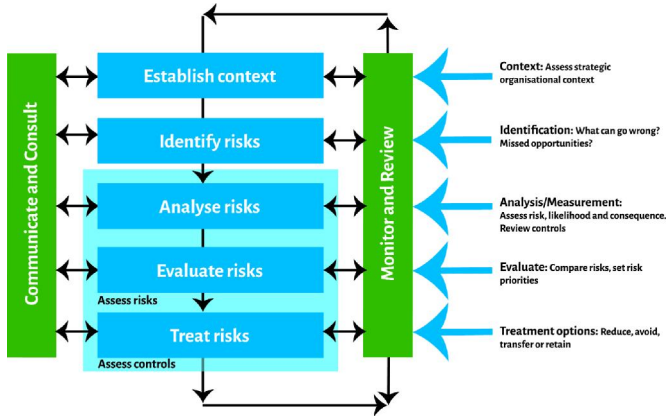 Communicate and Consult
Establish context
Identify risks
Analyse risks
Evaluate risks
Assess risks
Treat risks
Assess controls
Monitor and Review
Context: Assess strategic
organisational context
Identification: What can go wrong?
Missed opportunities?
Analysis/Measurement:
Assess risk, likelihood and consequence.
Review controls
Evaluate: Compare risks, set risk
priorities
Treatment options: Reduce, avoid,
transfer or retain